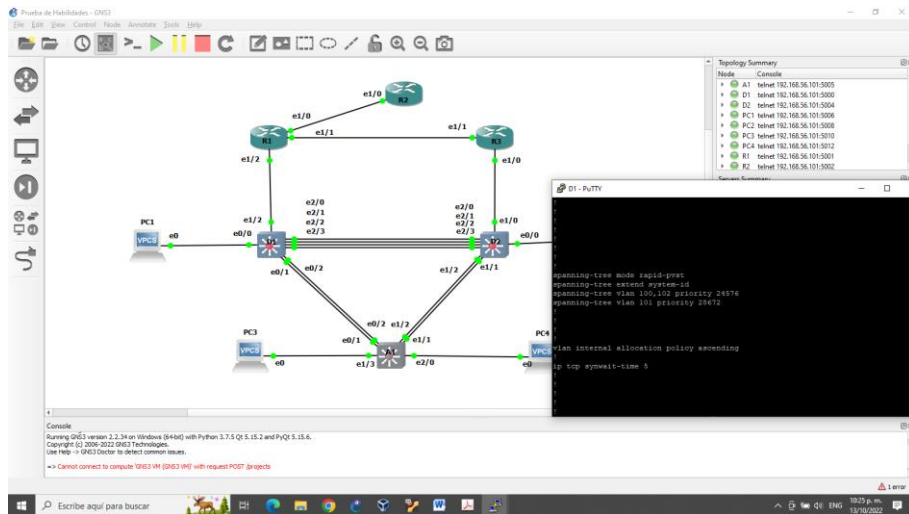 Prueba de Habilidades - GNS3
File Edit View Control Node Annotate Tools Help
Topology Summary
Node Console
A1 telnet 192.168.56.101:5005
D1 telnet 192.168.56.101:5000
D2 telnet 192.168.56.101:5004
PC1 telnet 192.168.56.101:5006
PC2 telnet 192.168.56.101:5008
PC3 telnet 192.168.56.101:5010
PC4 telnet 192.168.56.101:5012
R1 telnet 192.168.56.101:5001
R2 telnet 192.168.56.101:5002
Servers Summary
e1/0
R2
e1/0
e1/1
e1/1
R1
R3
e1/2
e1/0
D1 - PuTTY
e2/0
e2/1
e2/2
e2/3
e2/0
e2/1
e2/2
e2/3
e1/2
e1/0
PC1
VPCS
e0
e0/0
D1
D2
e0/0
e0/1
e0/2
e1/2
e1/1
spanning-tree mode rapid-pvst
spanning-tree extend system-id
spanning-tree vlan 100,102 priority 24576
spanning-tree vlan 101 priority 28672
vlan internal allocation policy ascending
ip tcp synwait-time 5
e0/2
e1/2
PC3
e0/1
e1/1
PC4
VPCS
A1
VPCS
e0
e1/3
e2/0
e0
Console
Running GNS3 version 2.2.34 on Windows (64-bit) with Python 3.7.5 Qt 5.15.2 and PyQt 5.15.6.
Copyright (c) 2006-2022 GNS3 Technologies.
Use Help -> GNS3 Doctor to detect common issues.
=> Cannot connect to compute 'GNS3 VM (GNS3 VM)' with request POST /projects
1 error
Escribe aquí para buscar
ENG
10:25 p. m.
13/10/2022